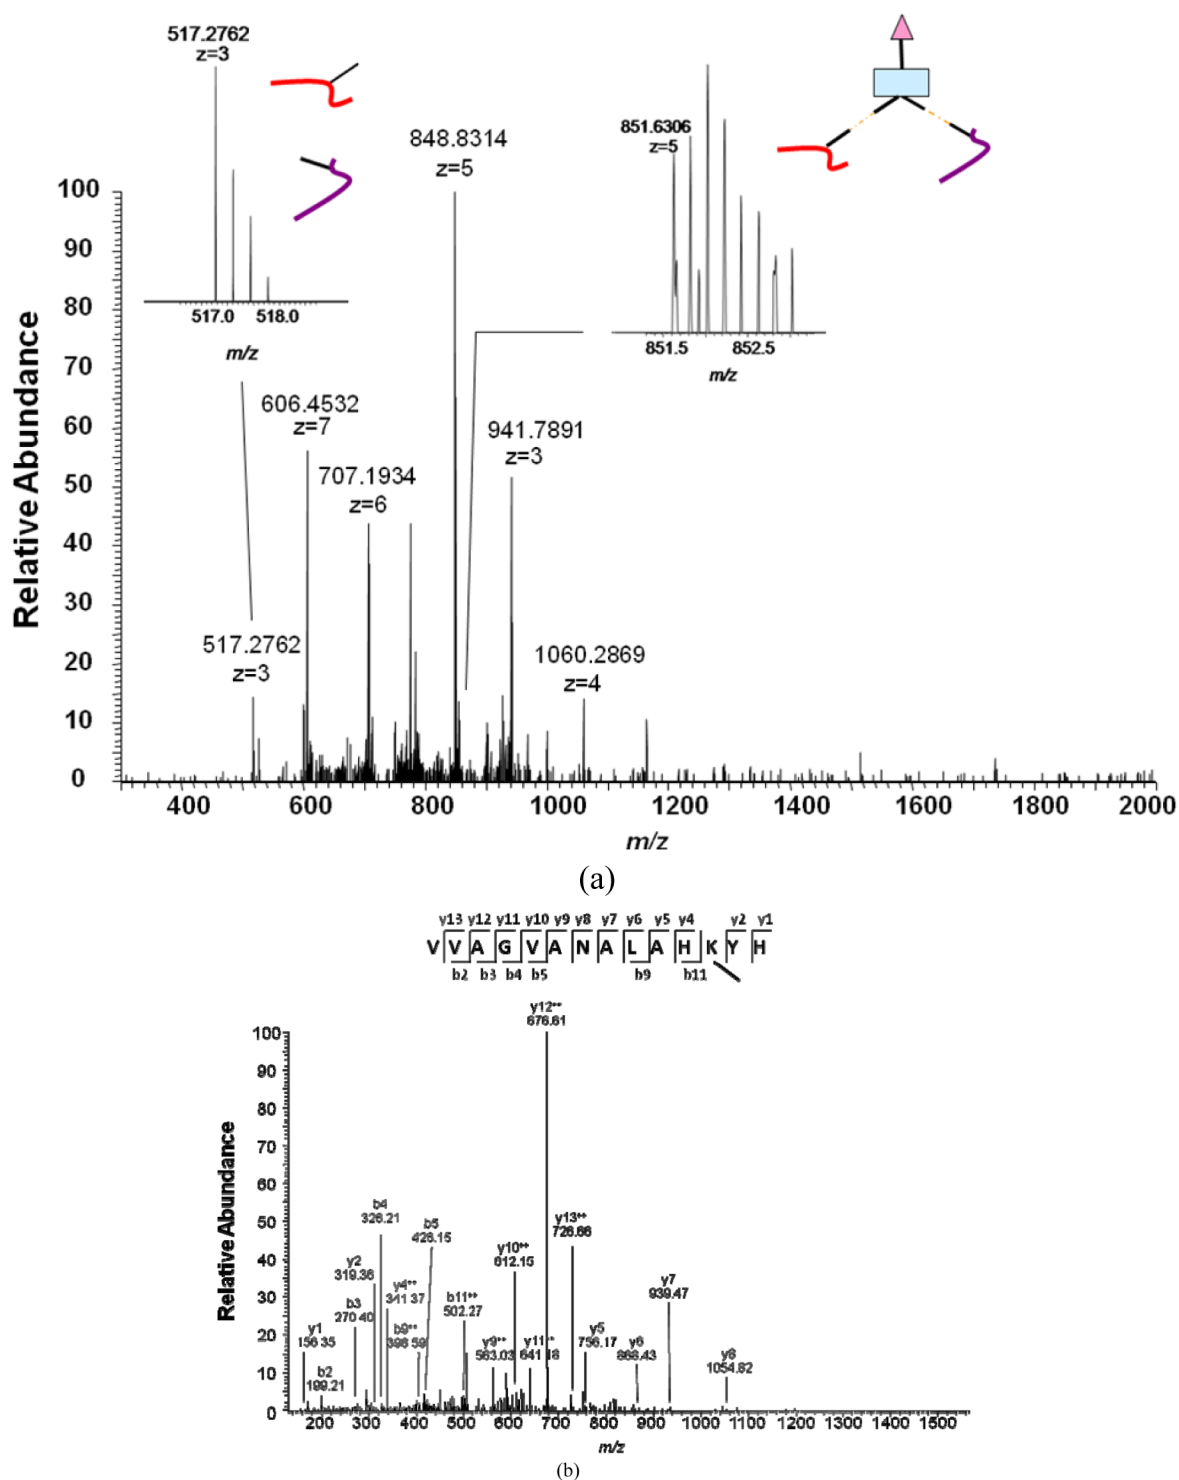 517.2762
z=3
848.8314
z=5
851.6306
z=5
100
90
80
70
60
50
40
30
20
10
0
Relative Abundance
517.0 518.0
m/z
851.5 852.5
m/z
606.4532
z=7
707.1934
z=6
941.7891
z=3
517.2762
z=3
1060.2869
z=4
400 600 800 1000 1200 1400 1600 1800 2000
m/z
(a)
y13 y12 y11 y10 y9 y8 y7 y6 y5 y4 y2 y1
V V A G V A N A L A H K Y H
b2 b3 b4 b5 b9 b11
y12++
676.61
100
90
80
70
60
50
40
30
20
10
0
Relative Abundance
b4
326.21
b5
426.15
y2
319.36
y4++
341.37
b11++
502.27
y10++
612.15
y13++
726.66
y7
939.47
y1
156.35
b3
270.40
b9++
396.59
y9++
563.03
y11++
y5
756.17
y6
868.43
b2
199.21
1054.62
200 300 400 500 600 700 800 900 1000 1100 1200 1300 1400 1500
m/z
(b)